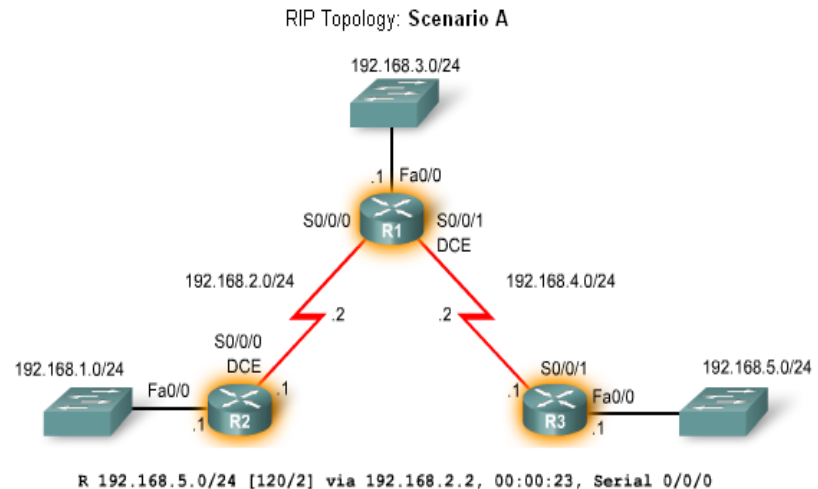 RIP Topology: Scenario A
192.168.3.0/24
.1 Fa0/0
S0/0/0
R1
S0/0/1
DCE
192.168.2.0/24
192.168.4.0/24
.2
.2
S0/0/0
DCE
192.168.1.0/24
Fa0/0
.1
R2
.1
S0/0/1
192.168.5.0/24
.1
R3
Fa0/0
.1
R 192.168.5.0/24 [120/2] via 192.168.2.2, 00:00:23, Serial 0/0/0